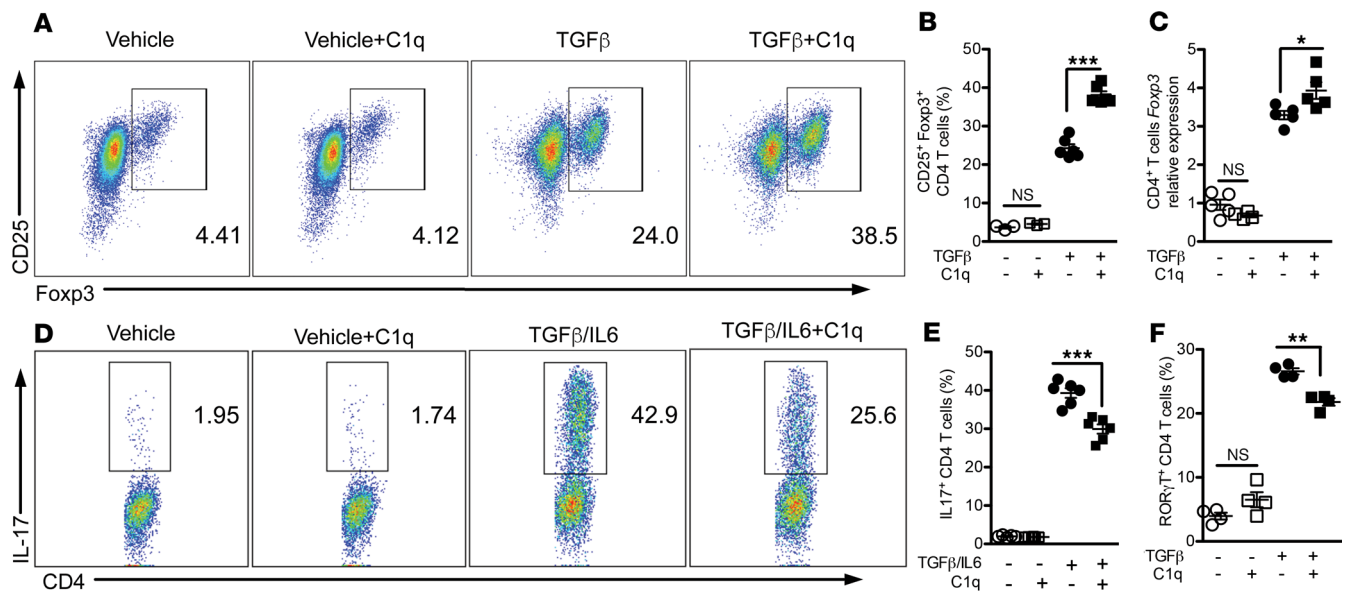 A
Vehicle
Vehicle+C1q
TGFβ
TGFβ+C1q
CD25
4.41
4.12
24.0
38.5
Foxp3
B
CD25⁺ Foxp3⁺
CD4 T cells (%)
50
40
30
20
10
0
NS
***
TGFβ - - + +
C1q - + - +
C
CD4⁺ T cells Foxp3
relative expression
5
4
3
2
1
0
NS
*
TGFβ - - + +
C1q - + - +
D
Vehicle
Vehicle+C1q
TGFβ/IL6
TGFβ/IL6+C1q
IL-17
1.95
1.74
42.9
25.6
CD4
E
IL17⁺ CD4 T cells (%)
50
40
30
20
10
0
***
TGFβ/IL6 - - + +
C1q - + - +
F
RORγT⁺ CD4 T cells (%)
30
20
10
0
NS
**
TGFβ - - + +
C1q - + - +